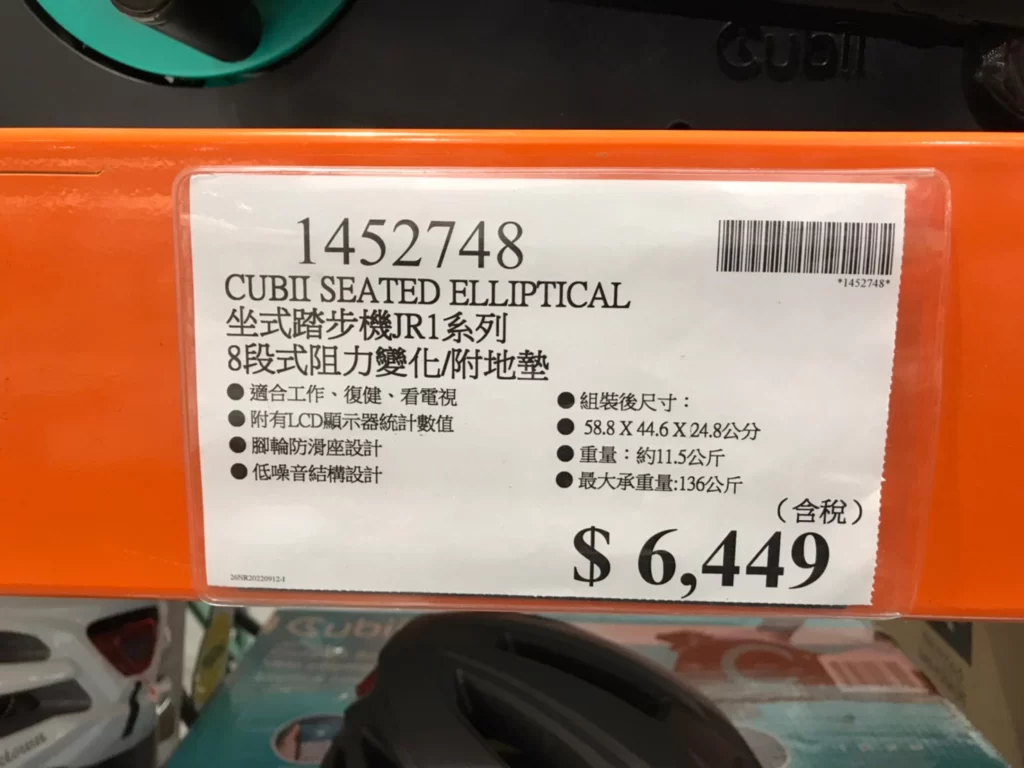 Cubii
1452748
*1452748*
CUBII SEATED ELLIPTICAL
坐式踏步機JR1系列
8段式阻力變化/附地墊
● 適合工作、復健、看電視
● 附有LCD顯示器統計數值
● 腳輪防滑座設計
● 低噪音結構設計
● 組裝後尺寸：
● 58.8 X 44.6 X 24.8公分
● 重量：約11.5公斤
● 最大承重量:136公斤
（含稅）
$ 6,449
Cubii